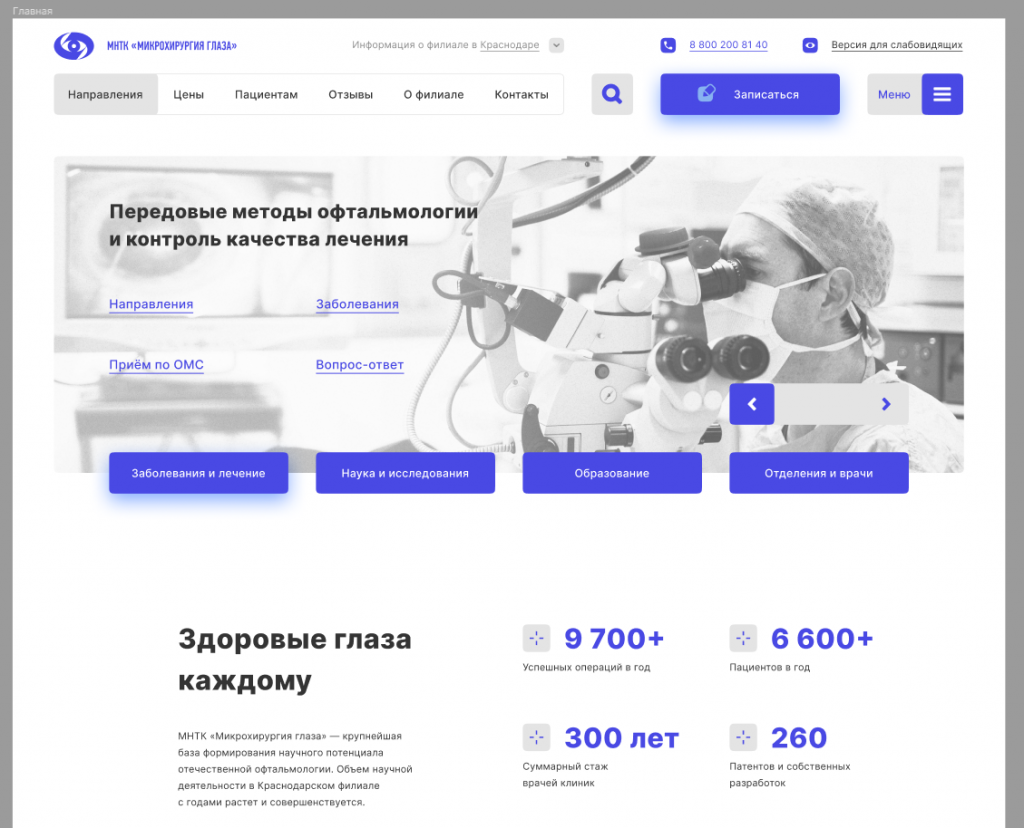 Главная
МНТК «МИКРОХИРУРГИЯ ГЛАЗА»
Информация о филиале в Краснодаре
8 800 200 81 40
Версия для слабовидящих
Направления
Цены
Пациентам
Отзывы
О филиале
Контакты
Записаться
Меню
Передовые методы офтальмологии
и контроль качества лечения
Направления
Заболевания
Приём по ОМС
Вопрос-ответ
Заболевания и лечение
Наука и исследования
Образование
Отделения и врачи
Здоровые глаза
каждому
МНТК «Микрохирургия глаза» — крупнейшая
база формирования научного потенциала
отечественной офтальмологии. Объем научной
деятельности в Краснодарском филиале
с годами растет и совершенствуется.
9 700+
Успешных операций в год
6 600+
Пациентов в год
300 лет
Суммарный стаж
врачей клиник
260
Патентов и собственных
разработок